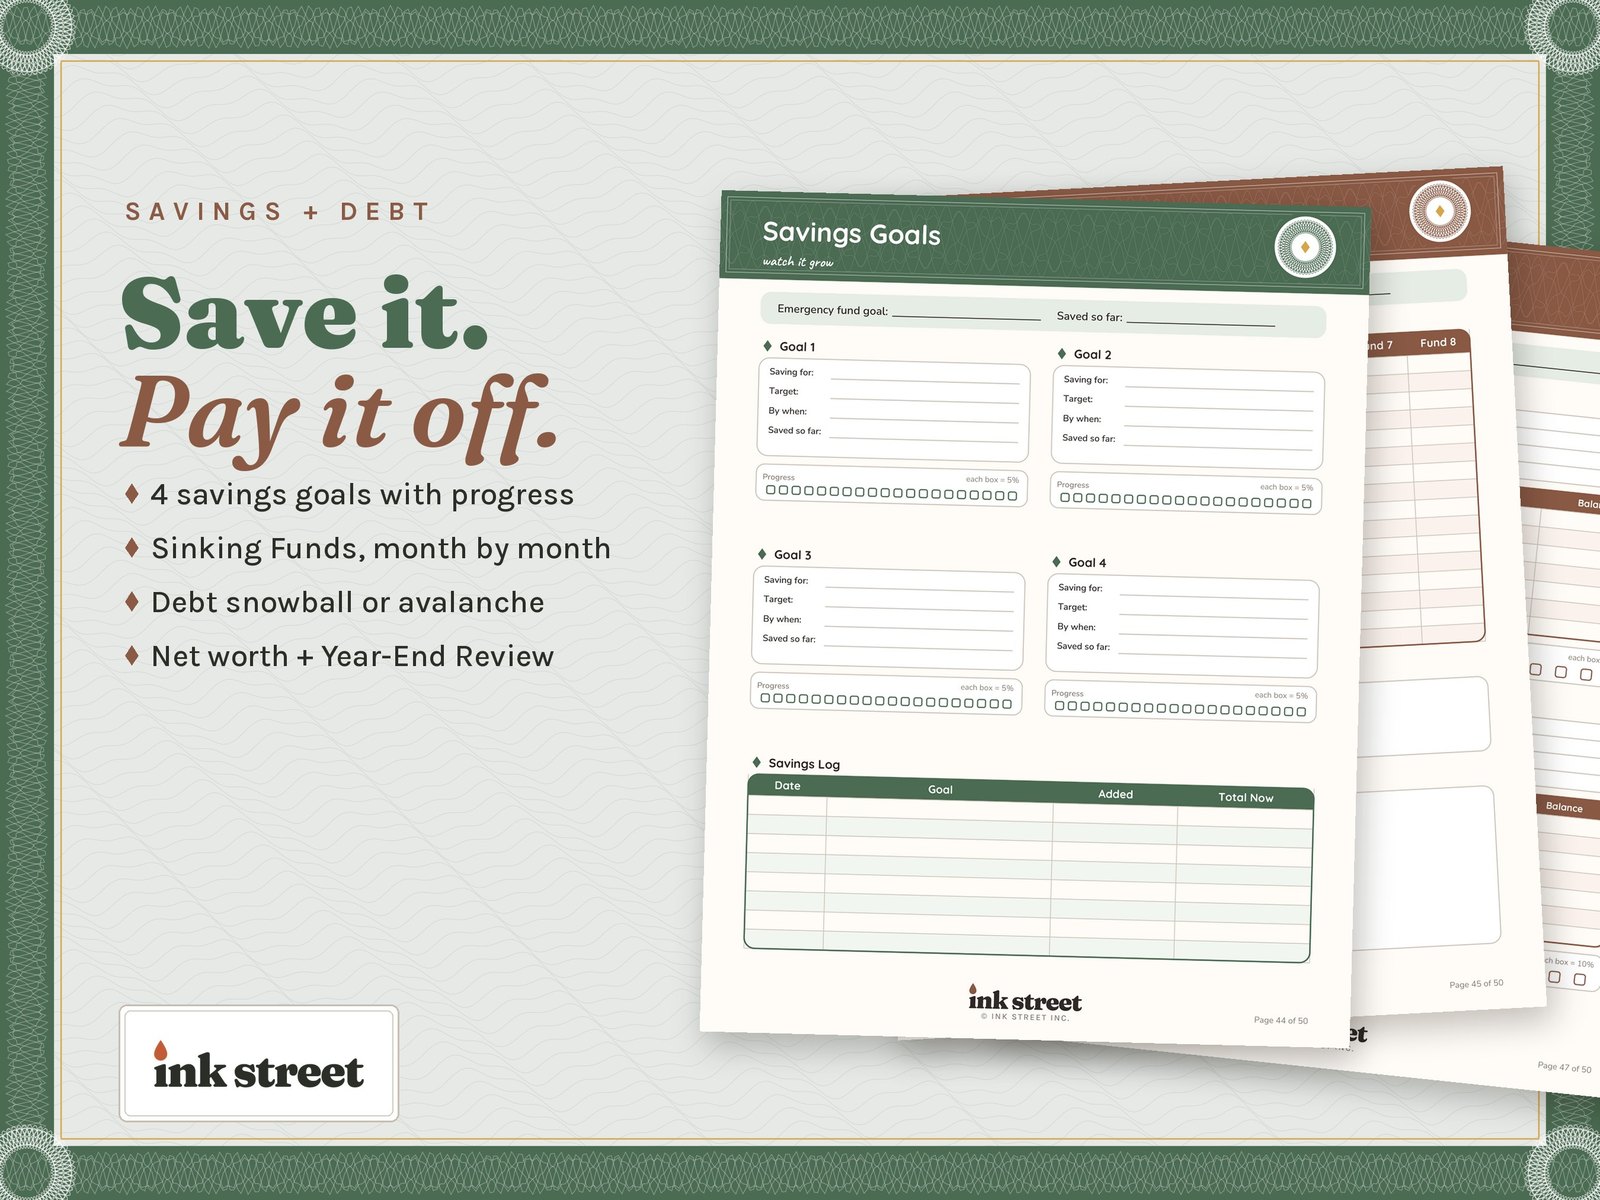 SAVINGS + DEBT
Save it.
Pay it off.
4 savings goals with progress
Sinking Funds, month by month
Debt snowball or avalanche
Net worth + Year-End Review
ink street
Savings Goals
watch it grow
Emergency fund goal:
Saved so far:
Goal 1
Saving for:
Target:
By when:
Saved so far:
Progress
each box = 5%
Goal 2
Saving for:
Target:
By when:
Saved so far:
Progress
each box = 5%
Goal 3
Saving for:
Target:
By when:
Saved so far:
Progress
each box = 5%
Goal 4
Saving for:
Target:
By when:
Saved so far:
Progress
each box = 5%
Savings Log
Date Goal Added Total Now
ink street
© INK STREET INC.
Page 44 of 50
7 Fund 8
Page 45 of 50
each box
Balance
box = 10%
Page 47 of 50